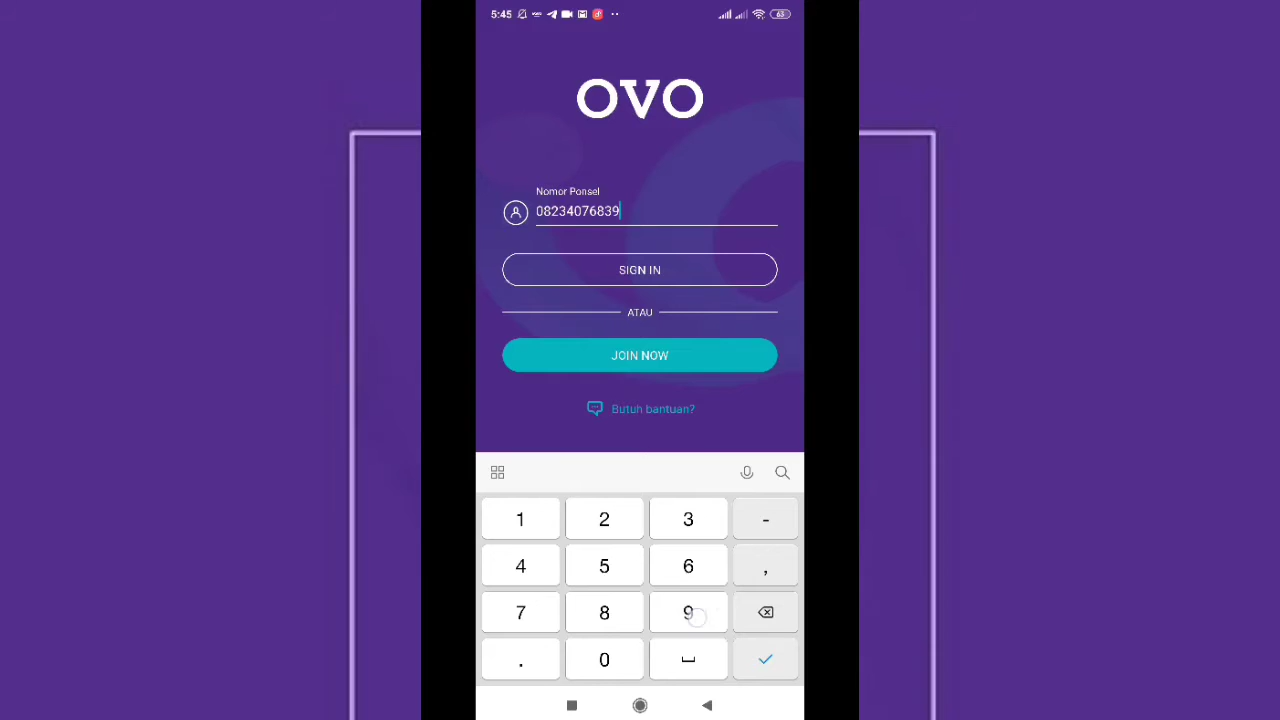 5:45
63
OVO
Nomor Ponsel
08234076839
SIGN IN
ATAU
JOIN NOW
Butuh bantuan?
1 2 3 -
4 5 6 ,
7 8 9
. 0